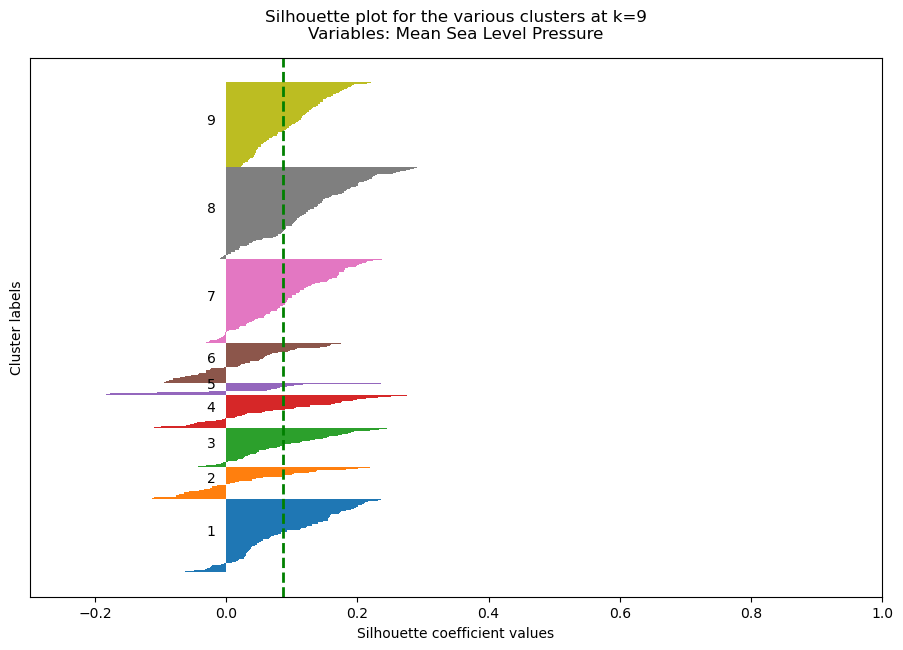 Silhouette plot for the various clusters at k=9
Variables: Mean Sea Level Pressure
9
8
7
6
5
4
3
2
1
Cluster labels
−0.2 0.0 0.2 0.4 0.6 0.8 1.0
Silhouette coefficient values